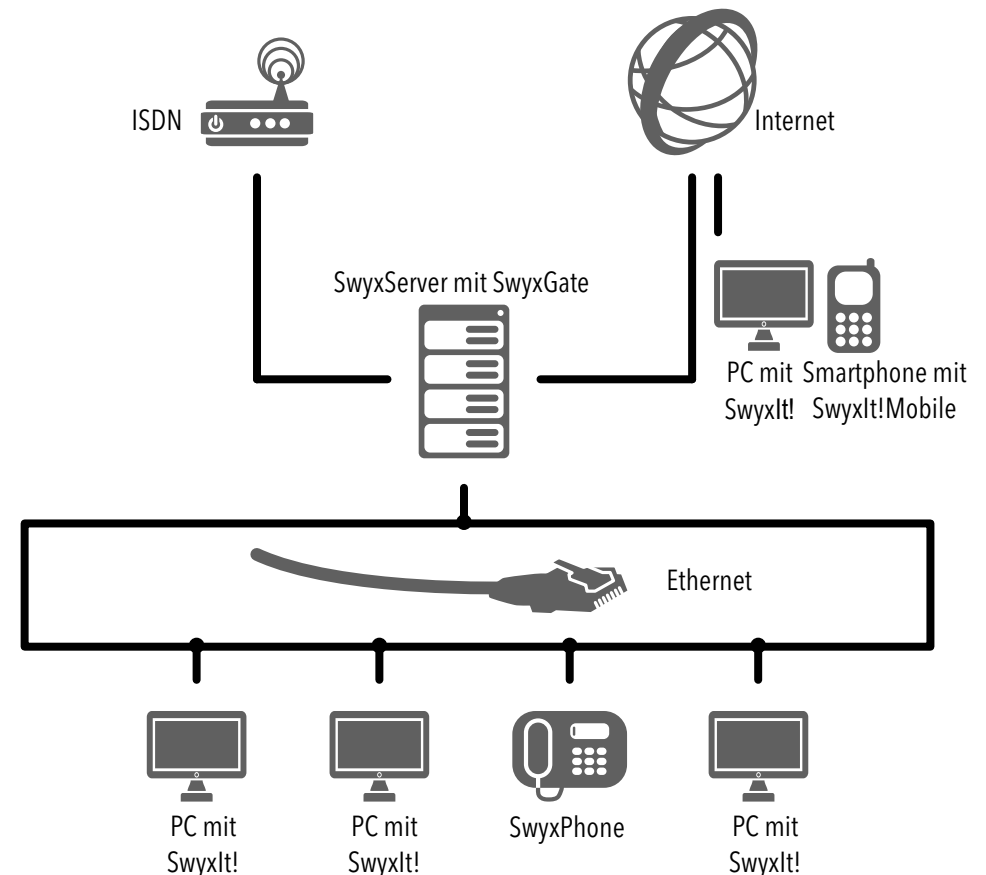 ISDN
Internet
SwyxServer mit SwyxGate
PC mit
SwyxIt!
Smartphone mit
SwyxIt!Mobile
Ethernet
PC mit
SwyxIt!
PC mit
SwyxIt!
SwyxPhone
PC mit
SwyxIt!